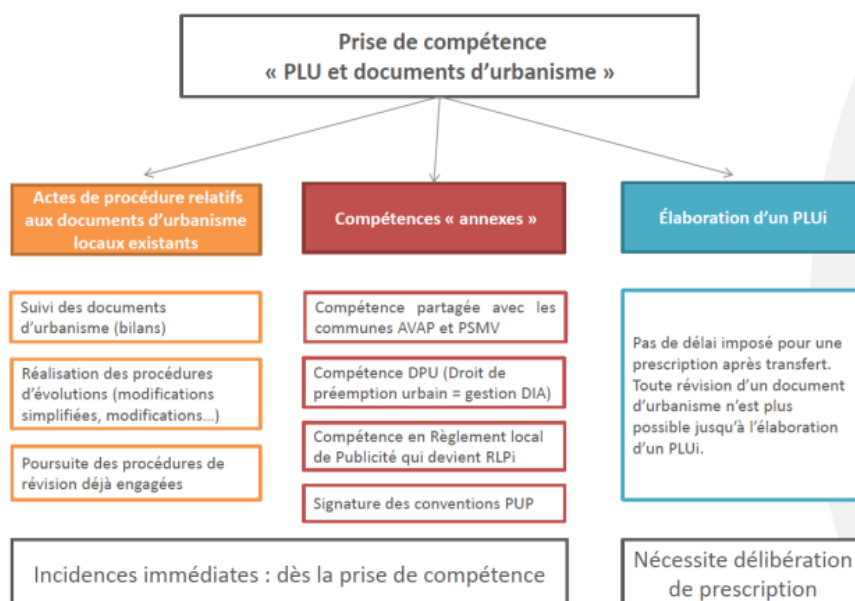 Prise de compétence
« PLU et documents d'urbanisme »
Actes de procédure relatifs
aux documents d'urbanisme
locaux existants
Compétences « annexes »
Élaboration d'un PLUi
Suivi des documents
d'urbanisme (bilans)
Réalisation des procédures
d'évolutions (modifications
simplifiées, modifications...)
Poursuite des procédures de
révision déjà engagées
Compétence partagée avec les
communes AVAP et PSMV
Compétence DPU (Droit de
préemption urbain = gestion DIA)
Compétence en Règlement local
de Publicité qui devient RLPi
Signature des conventions PUP
Pas de délai imposé pour une
prescription après transfert.
Toute révision d'un document
d'urbanisme n'est plus
possible jusqu'à l'élaboration
d'un PLUi.
Incidences immédiates : dès la prise de compétence
Nécessite délibération
de prescription